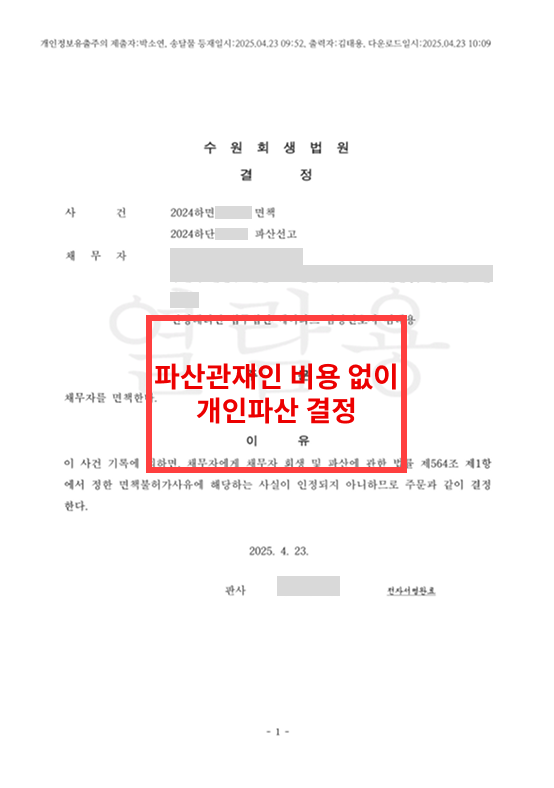 개인정보유출주의 제출자:박소연, 송달물 등재일시:2025.04.23 09:52, 출력자:김태용, 다운로드일시:2025.04.23 10:09
수 원 회 생 법 원
결 정
사 건 2024하면 면책
2024하단 파산선고
채 무 자
열람용
파산관재인 비용 없이
개인파산 결정
채무자를 면책한다.
이 유
이 사건 기록에 의하면, 채무자에게 채무자 회생 및 파산에 관한 법률 제564조 제1항
에서 정한 면책불허가사유에 해당하는 사실이 인정되지 아니하므로 주문과 같이 결정
한다.
2025. 4. 23.
판사 전자서명완료
- 1 -